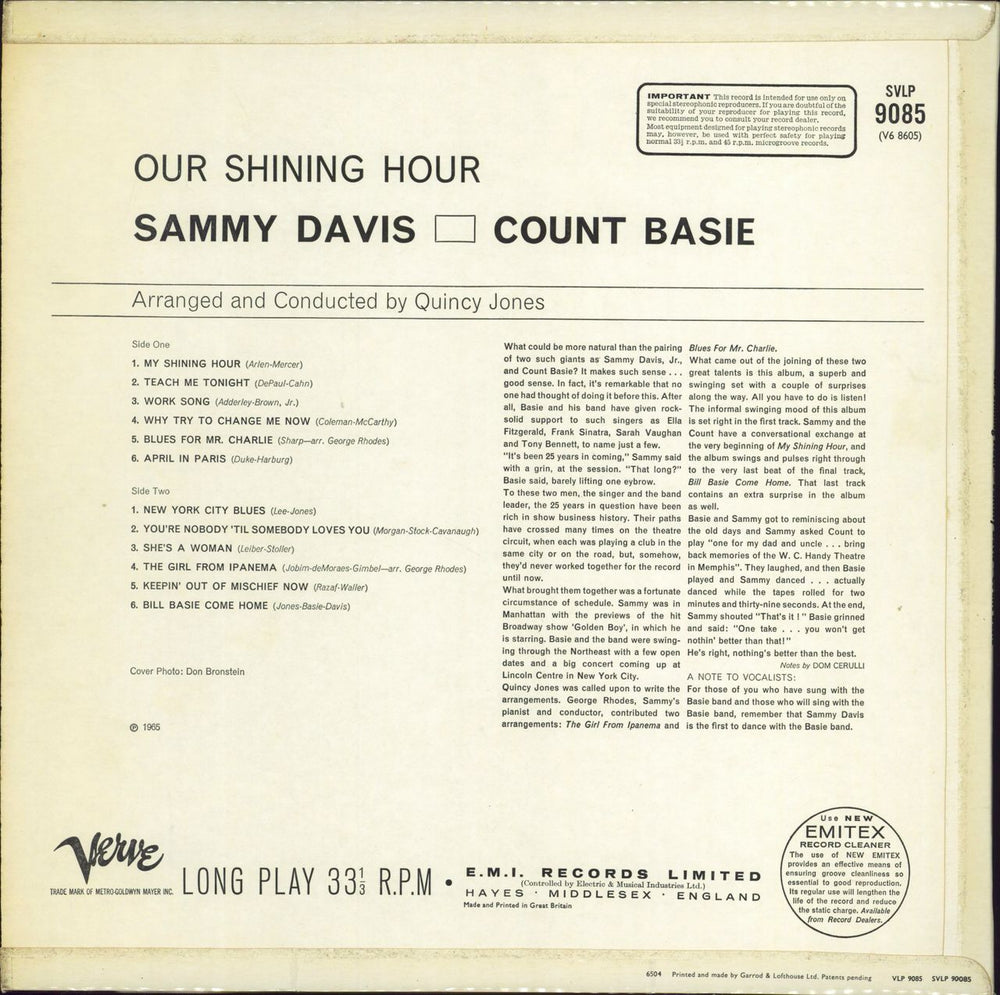 IMPORTANT This record is intended for use only on
special stereophonic reproducers. If you are doubtful of the
suitability of your reproducer for playing this record,
we recommend you to consult your record dealer.
Most equipment designed for playing stereophonic records
may, however, be used with perfect safety for playing
normal 33⅓ r.p.m. and 45 r.p.m. microgroove records.
SVLP
9085
(V6 8605)
OUR SHINING HOUR
SAMMY DAVIS □ COUNT BASIE
Arranged and Conducted by Quincy Jones
Side One
1. MY SHINING HOUR (Arlen-Mercer)
2. TEACH ME TONIGHT (DePaul-Cahn)
3. WORK SONG (Adderley-Brown, Jr.)
4. WHY TRY TO CHANGE ME NOW (Coleman-McCarthy)
5. BLUES FOR MR. CHARLIE (Sharp—arr. George Rhodes)
6. APRIL IN PARIS (Duke-Harburg)
Side Two
1. NEW YORK CITY BLUES (Lee-Jones)
2. YOU'RE NOBODY 'TIL SOMEBODY LOVES YOU (Morgan-Stock-Cavanaugh)
3. SHE'S A WOMAN (Leiber-Stoller)
4. THE GIRL FROM IPANEMA (Jobim-deMoraes-Gimbel—arr. George Rhodes)
5. KEEPIN' OUT OF MISCHIEF NOW (Razaf-Waller)
6. BILL BASIE COME HOME (Jones-Basie-Davis)
Cover Photo: Don Bronstein
℗ 1965
What could be more natural than the pairing
of two such giants as Sammy Davis, Jr.,
and Count Basie? It makes such sense . . .
good sense. In fact, it's remarkable that no
one had thought of doing it before this. After
all, Basie and his band have given rock-
solid support to such singers as Ella
Fitzgerald, Frank Sinatra, Sarah Vaughan
and Tony Bennett, to name just a few.
"It's been 25 years in coming," Sammy said
with a grin, at the session. "That long?"
Basie said, barely lifting one eybrow.
To these two men, the singer and the band
leader, the 25 years in question have been
rich in show business history. Their paths
have crossed many times on the theatre
circuit, when each was playing a club in the
same city or on the road, but, somehow,
they'd never worked together for the record
until now.
What brought them together was a fortunate
circumstance of schedule. Sammy was in
Manhattan with the previews of the hit
Broadway show 'Golden Boy', in which he
is starring. Basie and the band were swing-
ing through the Northeast with a few open
dates and a big concert coming up at
Lincoln Centre in New York City.
Quincy Jones was called upon to write the
arrangements. George Rhodes, Sammy's
pianist and conductor, contributed two
arrangements: The Girl From Ipanema and
Blues For Mr. Charlie.
What came out of the joining of these two
great talents is this album, a superb and
swinging set with a couple of surprises
along the way. All you have to do is listen!
The informal swinging mood of this album
is set right in the first track. Sammy and the
Count have a conversational exchange at
the very beginning of My Shining Hour, and
the album swings and pulses right through
to the very last beat of the final track,
Bill Basie Come Home. That last track
contains an extra surprise in the album
as well.
Basie and Sammy got to reminiscing about
the old days and Sammy asked Count to
play "one for my dad and uncle . . . bring
back memories of the W. C. Handy Theatre
in Memphis". They laughed, and then Basie
played and Sammy danced . . . actually
danced while the tapes rolled for two
minutes and thirty-nine seconds. At the end,
Sammy shouted "That's it ! " Basie grinned
and said: "One take . . . you won't get
nothin' better than that!"
He's right, nothing's better than the best.
Notes by DOM CERULLI
A NOTE TO VOCALISTS:
For those of you who have sung with the
Basie band and those who will sing with the
Basie band, remember that Sammy Davis
is the first to dance with the Basie band.
Verve
TRADE MARK OF METRO-GOLDWYN MAYER INC.
LONG PLAY 33⅓ R.P.M •
E.M.I. RECORDS LIMITED
(Controlled by Electric & Musical Industries Ltd.)
HAYES · MIDDLESEX · ENGLAND
Made and Printed in Great Britain
Use NEW
EMITEX
RECORD CLEANER
The use of NEW EMITEX
provides an effective means of
ensuring groove cleanliness so
essential to good reproduction.
Its regular use will lengthen the
life of the record and reduce
the static charge. Available
from Record Dealers.
6504 Printed and made by Garrod & Lofthouse Ltd. Patents pending VLP 9085 SVLP 90085